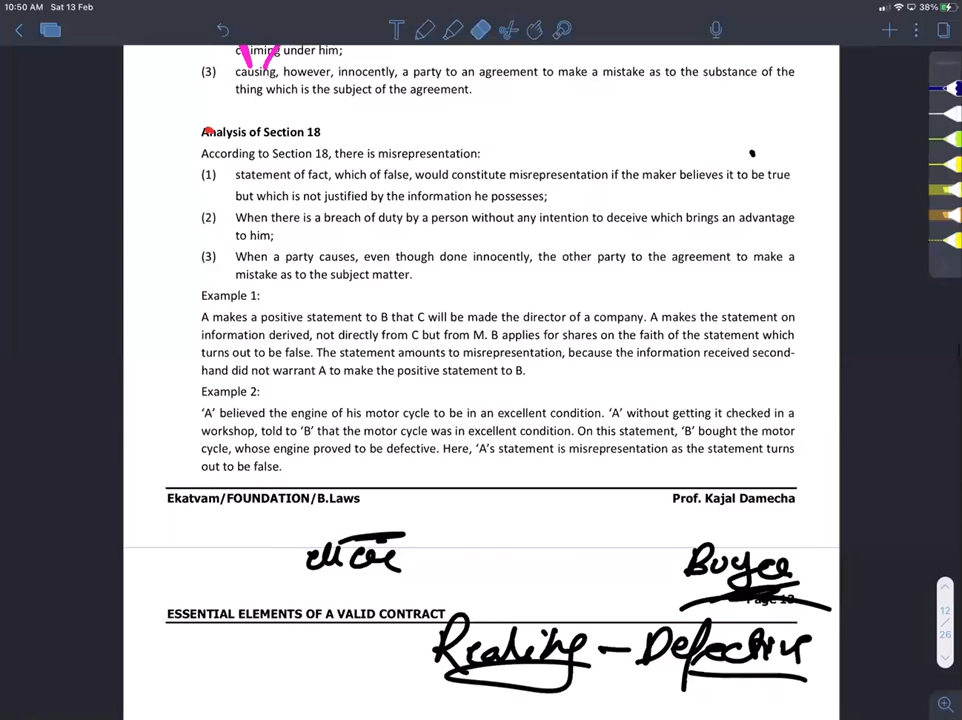 10:50 AM Sat 13 Feb
38%
claiming under him;
(3) causing, however, innocently, a party to an agreement to make a mistake as to the substance of the
thing which is the subject of the agreement.
Analysis of Section 18
According to Section 18, there is misrepresentation:
(1) statement of fact, which of false, would constitute misrepresentation if the maker believes it to be true
but which is not justified by the information he possesses;
(2) When there is a breach of duty by a person without any intention to deceive which brings an advantage
to him;
(3) When a party causes, even though done innocently, the other party to the agreement to make a
mistake as to the subject matter.
Example 1:
A makes a positive statement to B that C will be made the director of a company. A makes the statement on
information derived, not directly from C but from M. B applies for shares on the faith of the statement which
turns out to be false. The statement amounts to misrepresentation, because the information received second-
hand did not warrant A to make the positive statement to B.
Example 2:
‘A’ believed the engine of his motor cycle to be in an excellent condition. ‘A’ without getting it checked in a
workshop, told to ‘B’ that the motor cycle was in excellent condition. On this statement, ‘B’ bought the motor
cycle, whose engine proved to be defective. Here, ‘A’s statement is misrepresentation as the statement turns
out to be false.
Ekatvam/FOUNDATION/B.Laws Prof. Kajal Damecha
Page 12
ESSENTIAL ELEMENTS OF A VALID CONTRACT
Reality – Defective
12
26